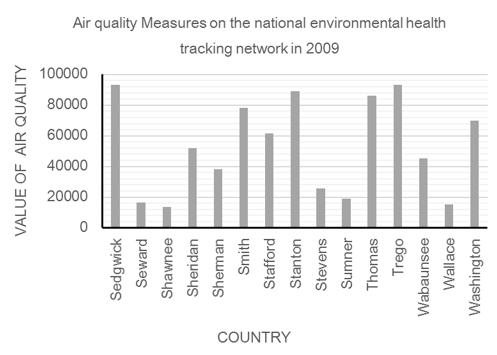 Air quality Measures on the national environmental health
tracking network in 2009
VALUE OF AIR QUALITY
100000
80000
60000
40000
20000
0
Sedgwick
Seward
Shawnee
Sheridan
Sherman
Smith
Stafford
Stanton
Stevens
Sumner
Thomas
Trego
Wabaunsee
Wallace
Washington
COUNTRY